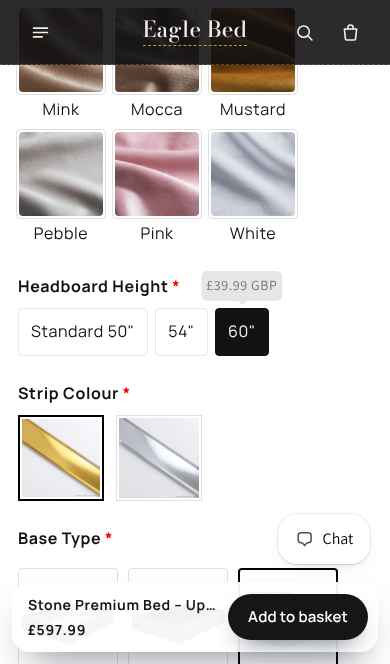 Eagle Bed
Mink
Mocca
Mustard
Pebble
Pink
White
Headboard Height *
£39.99 GBP
Standard 50"
54"
60"
Strip Colour *
Base Type *
Chat
Stone Premium Bed – Up...
£597.99
Add to basket